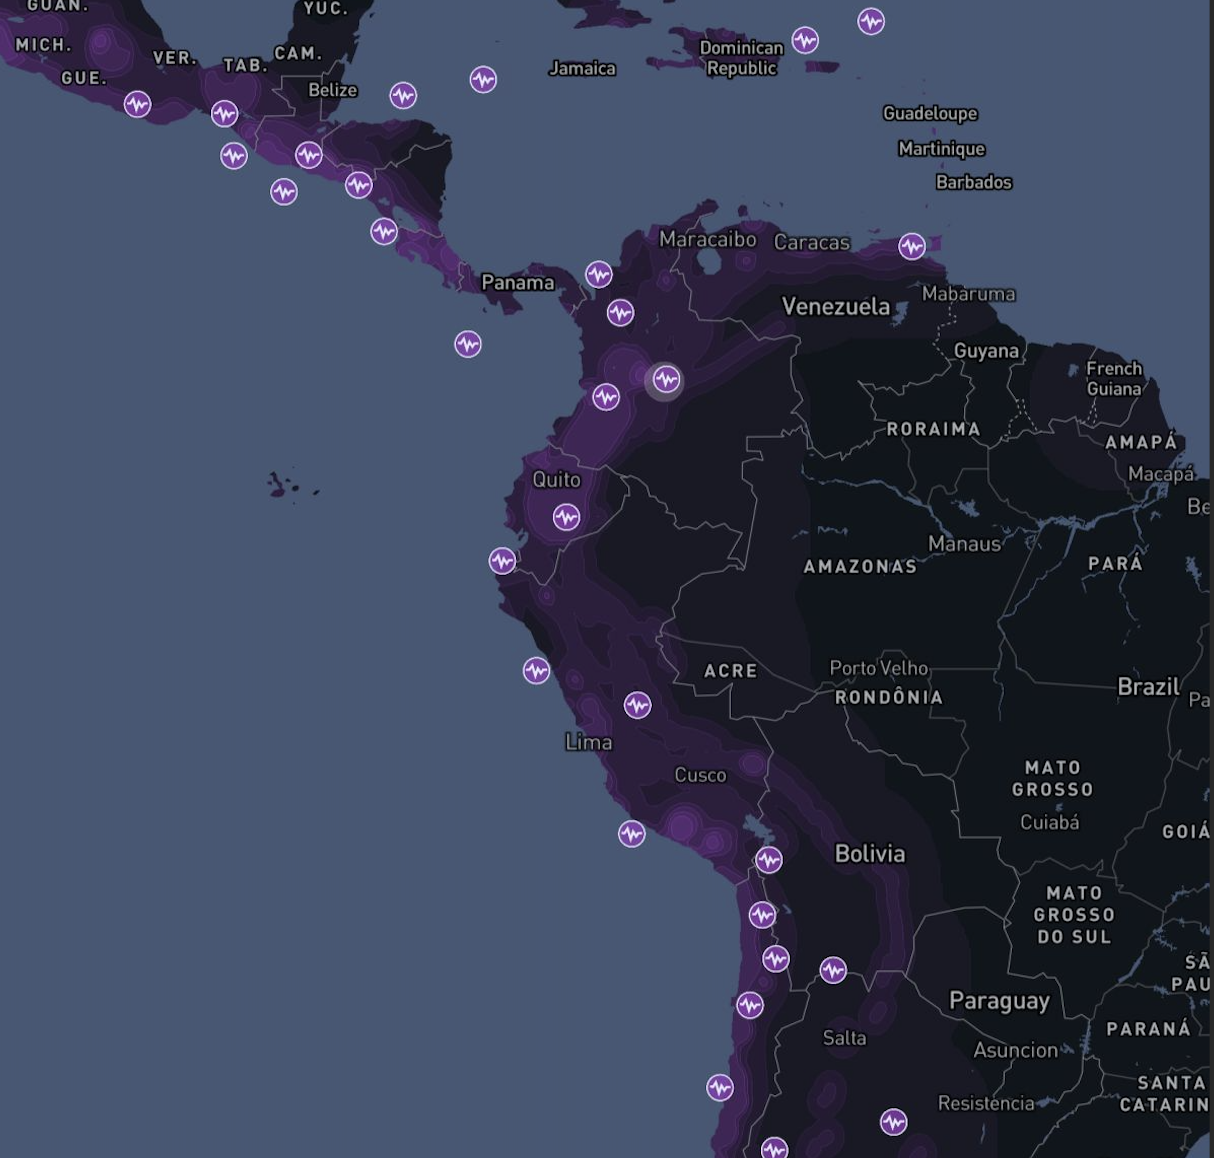 GUAN.
YUC.
MICH.
VER.
TAB.
CAM.
GUE.
Belize
Jamaica
Dominican
Republic
Guadeloupe
Martinique
Barbados
Maracaibo
Caracas
Panama
Venezuela
Mabaruma
Guyana
French
Guiana
RORAIMA
AMAPÁ
Macapá
Quito
Be
Manaus
AMAZONAS
PARÁ
ACRE
Porto Velho
RONDÔNIA
Brazil
Pa
Lima
Cusco
MATO
GROSSO
Cuiabá
GOIÁ
Bolivia
MATO
GROSSO
DO SUL
SÃ
PAU
Paraguay
PARANÁ
Salta
Asuncion
SANTA
CATARIN
Resistencia